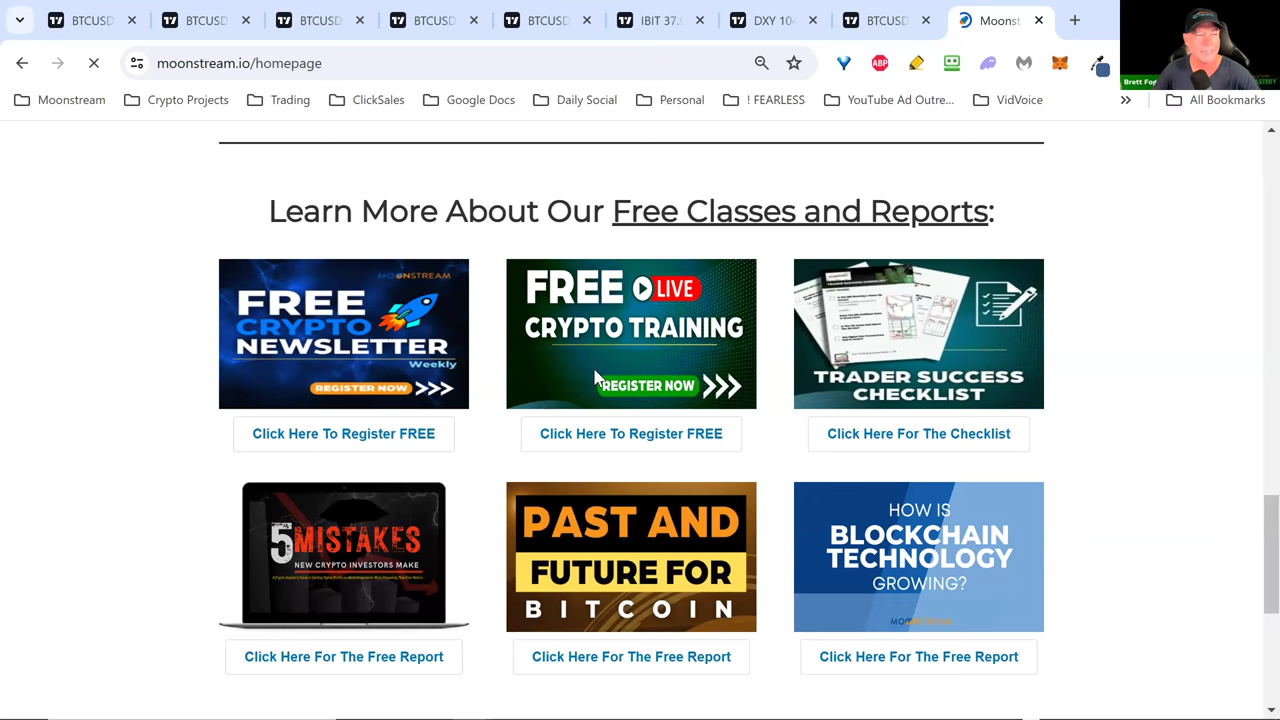 BTCUSD
BTCUSD
BTCUSD
BTCUSD
BTCUSD
IBIT 37.
DXY 10
BTCUSD
Moonst
moonstream.io/homepage
ABP
Moonstream
Crypto Projects
Trading
ClickSales
Google Docs
Daily Social
Personal
! FEARLESS
YouTube Ad Outre...
VidVoice
All Bookmarks
Brett Fog
Learn More About Our Free Classes and Reports:
MOONSTREAM
FREE
CRYPTO
NEWSLETTER
Weekly
REGISTER NOW
Click Here To Register FREE
FREE LIVE
CRYPTO TRAINING
REGISTER NOW
Click Here To Register FREE
TRADER SUCCESS
CHECKLIST
Click Here For The Checklist
5 MISTAKES
NEW CRYPTO INVESTORS MAKE
Click Here For The Free Report
PAST AND
FUTURE FOR
BITCOIN
Click Here For The Free Report
HOW IS
BLOCKCHAIN
TECHNOLOGY
GROWING?
MOONSTREAM
Click Here For The Free Report